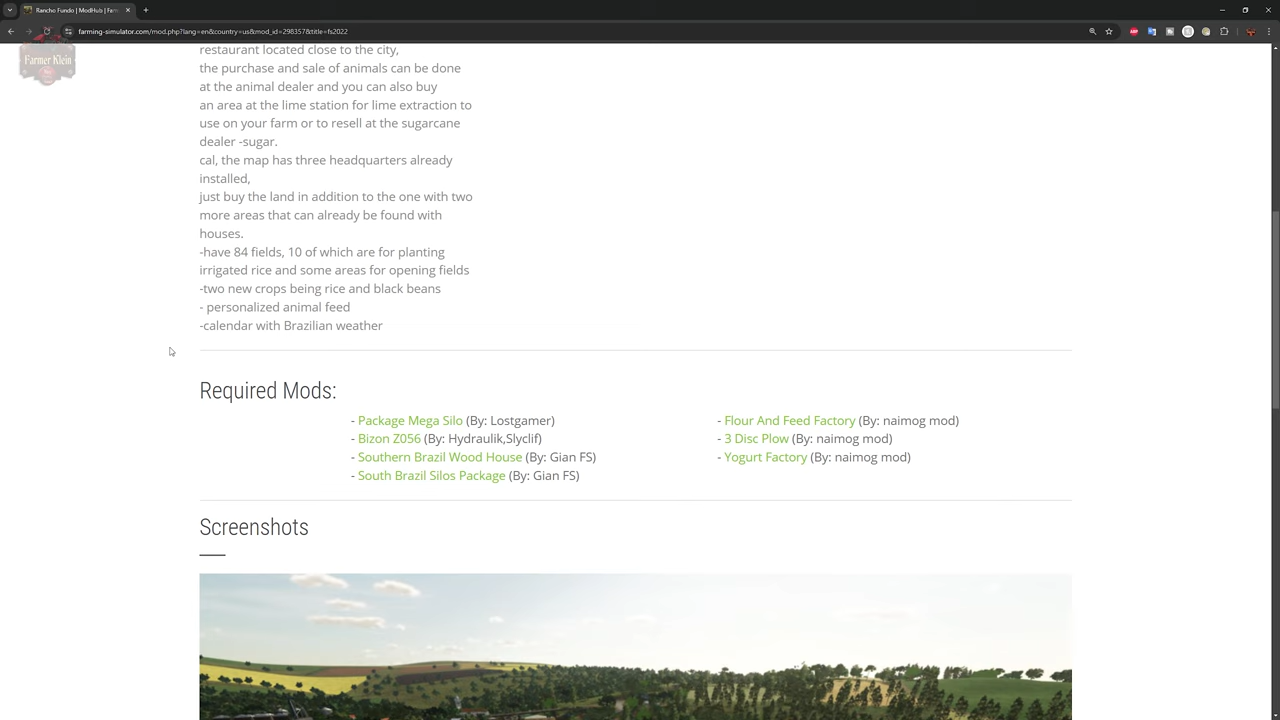 Rancho Fundo | ModHub | Farm
farming-simulator.com/mod.php?lang=en&country=us&mod_id=298357&title=fs2022
Farmer Klein
restaurant located close to the city,
the purchase and sale of animals can be done
at the animal dealer and you can also buy
an area at the lime station for lime extraction to
use on your farm or to resell at the sugarcane
dealer -sugar.
cal, the map has three headquarters already
installed,
just buy the land in addition to the one with two
more areas that can already be found with
houses.
-have 84 fields, 10 of which are for planting
irrigated rice and some areas for opening fields
-two new crops being rice and black beans
- personalized animal feed
-calendar with Brazilian weather
Required Mods:
- Package Mega Silo (By: Lostgamer)
- Bizon Z056 (By: Hydraulik,Slyclif)
- Southern Brazil Wood House (By: Gian FS)
- South Brazil Silos Package (By: Gian FS)
- Flour And Feed Factory (By: naimog mod)
- 3 Disc Plow (By: naimog mod)
- Yogurt Factory (By: naimog mod)
Screenshots